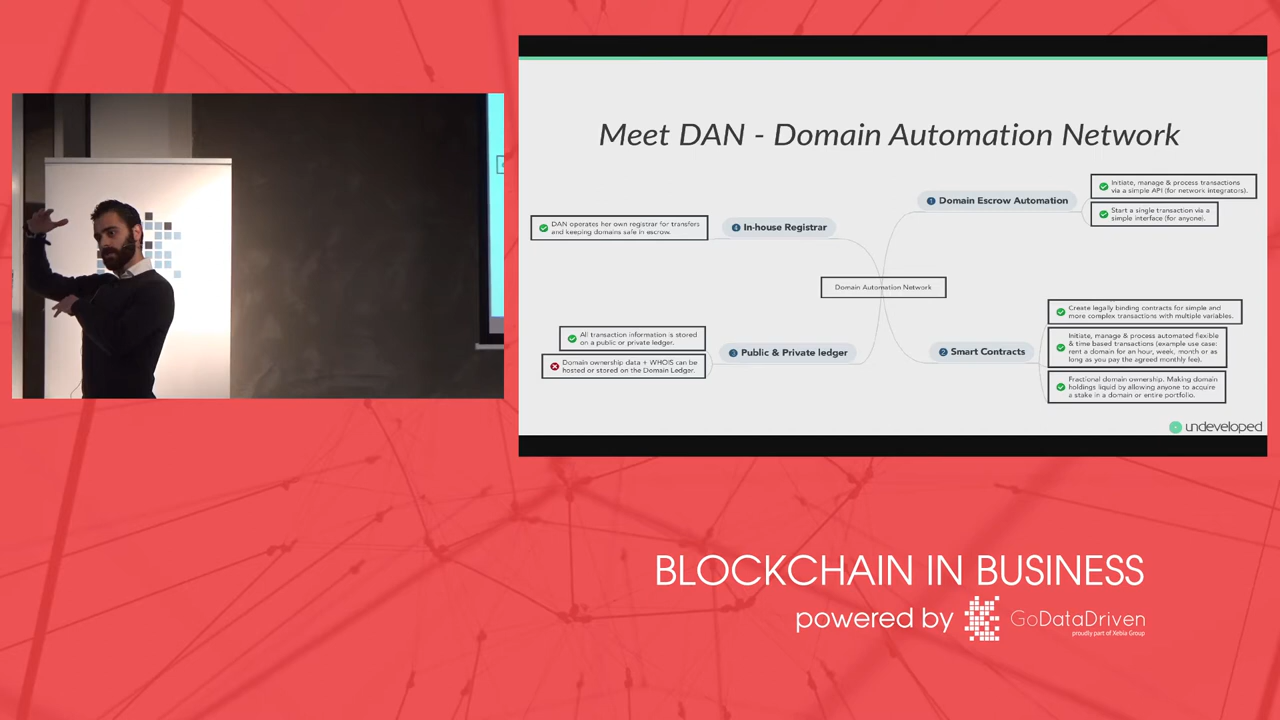 Meet DAN - Domain Automation Network
1 Domain Escrow Automation
Initiate, manage & process transactions
via a simple API (for network integrators).
Start a single transaction via a
simple interface (for anyone).
4 In-house Registrar
DAN operates her own registrar for transfers
and keeping domains safe in escrow.
Domain Automation Network
2 Smart Contracts
Create legally binding contracts for simple and
more complex transactions with multiple variables.
Initiate, manage & process automated flexible
& time based transactions (example use case:
rent a domain for an hour, week, month or as
long as you pay the agreed monthly fee).
Fractional domain ownership. Making domain
holdings liquid by allowing anyone to acquire
a stake in a domain or entire portfolio.
3 Public & Private ledger
All transaction information is stored
on a public or private ledger.
Domain ownership data + WHOIS can be
hosted or stored on the Domain Ledger.
undeveloped
BLOCKCHAIN IN BUSINESS
powered by GoDataDriven
proudly part of Xebia Group